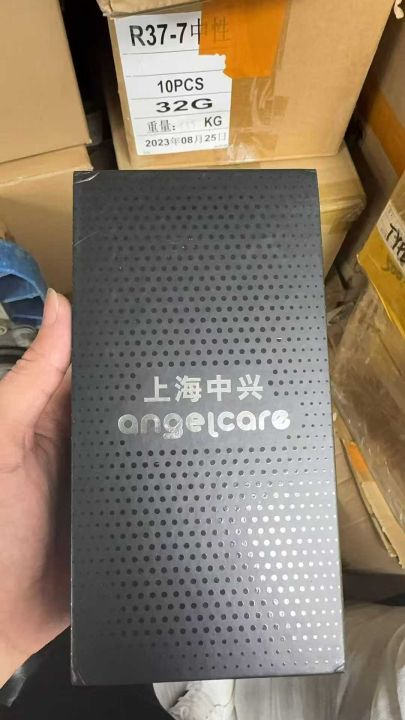 R37-7中性
10PCS
32G
重量: KG
2023年08月25日
上海中兴
angelcare